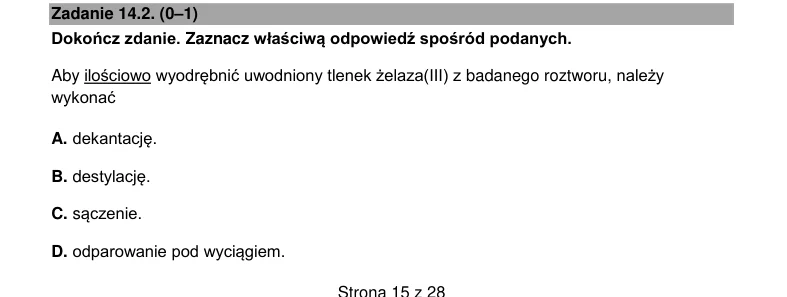 Zadanie 14.2. (0–1)
Dokończ zdanie. Zaznacz właściwą odpowiedź spośród podanych.
Aby ilościowo wyodrębnić uwodniony tlenek żelaza(III) z badanego roztworu, należy
wykonać
A. dekantację.
B. destylację.
C. sączenie.
D. odparowanie pod wyciągiem.
Strona 15 z 28